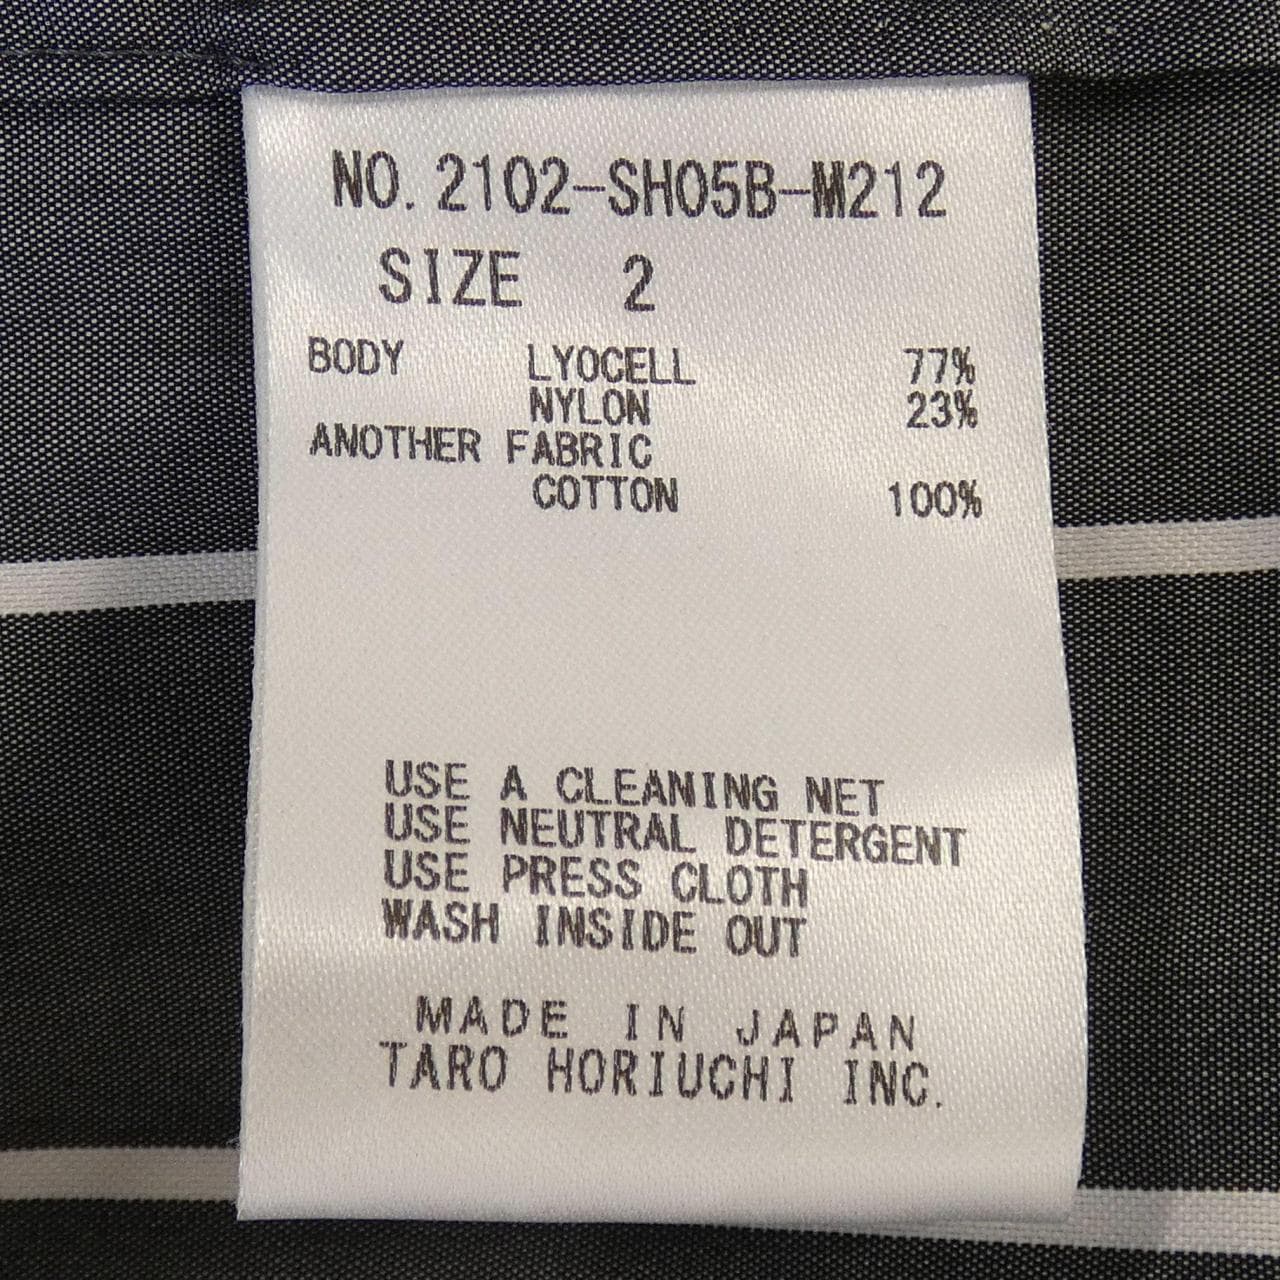 NO. 2102-SH05B-M212
SIZE 2
BODY LYOCELL 77%
NYLON 23%
ANOTHER FABRIC
COTTON 100%
USE A CLEANING NET
USE NEUTRAL DETERGENT
USE PRESS CLOTH
WASH INSIDE OUT
MADE IN JAPAN
TARO HORIUCHI INC.